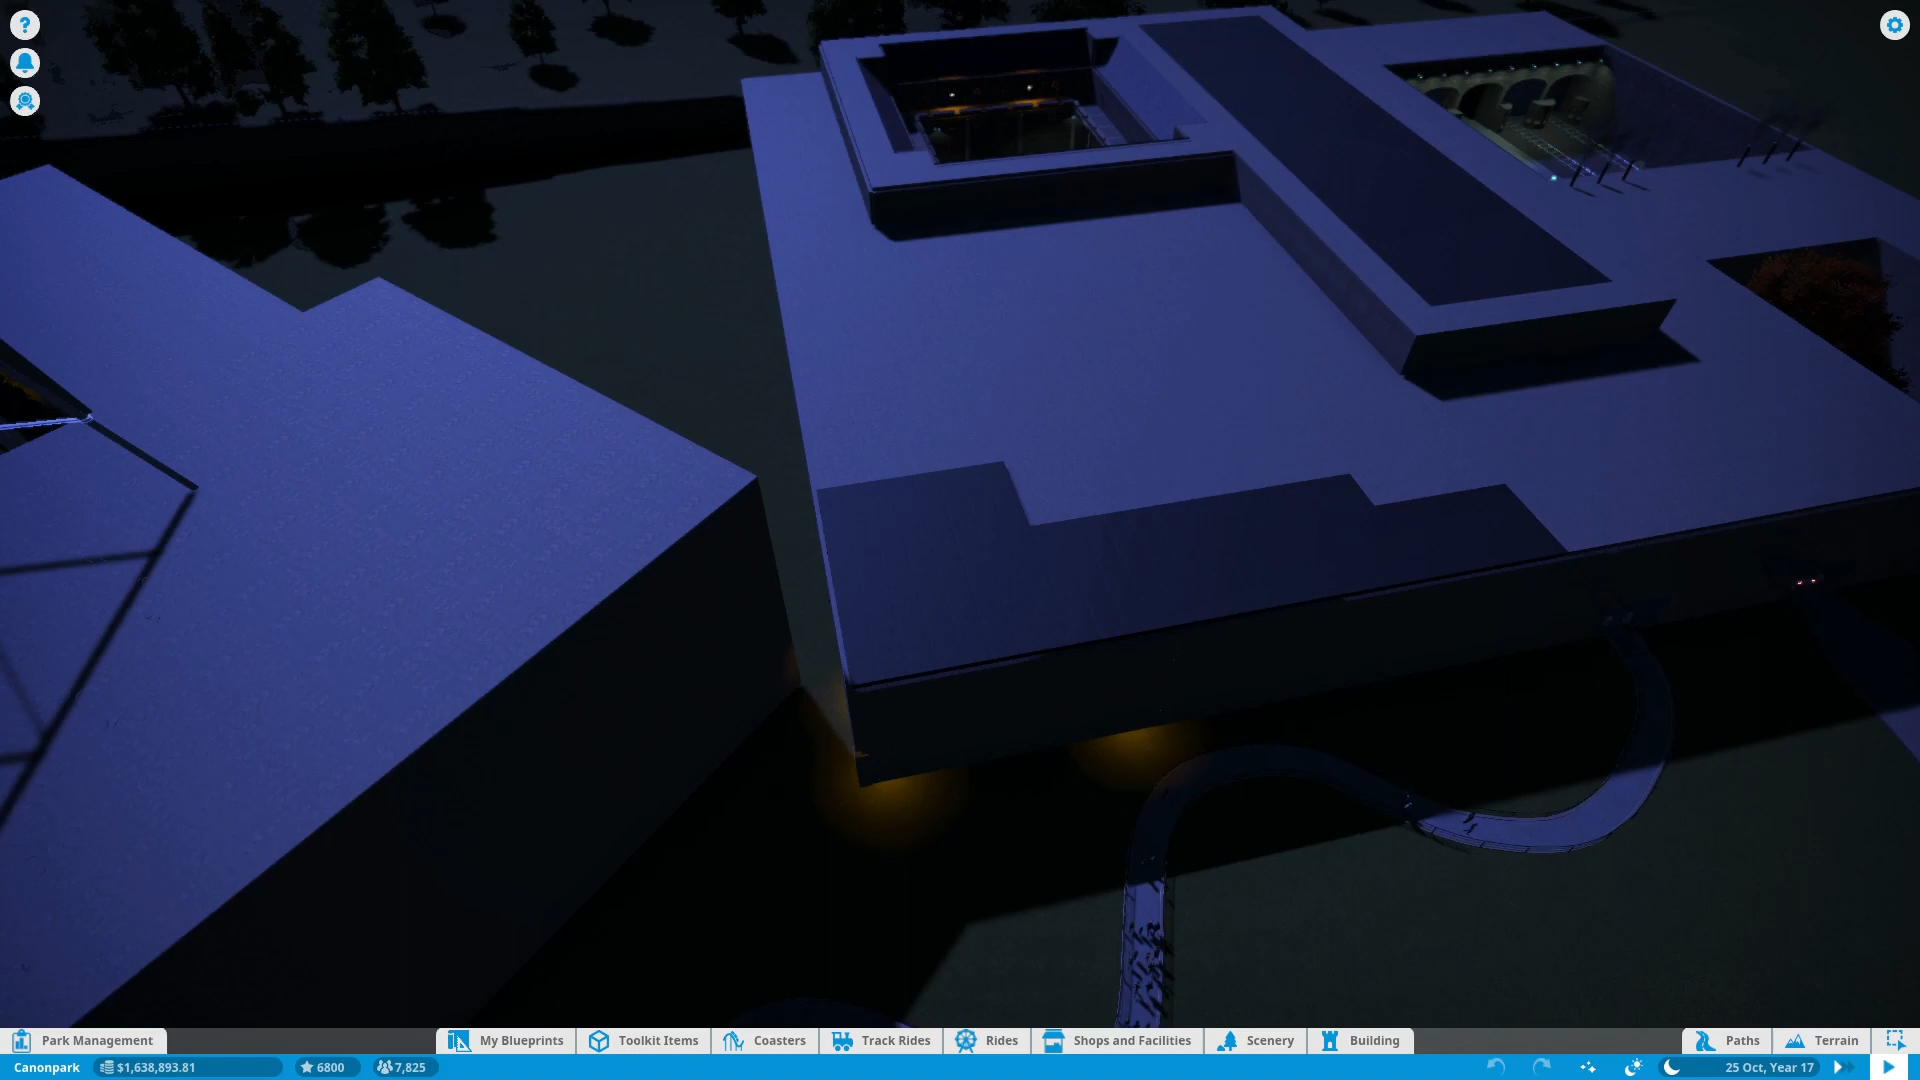 ?
Park Management
My Blueprints
Toolkit Items
Coasters
Track Rides
Rides
Shops and Facilities
Scenery
Building
Paths
Terrain
Canonpark
$1,638,893.81
6800
7,825
25 Oct, Year 17